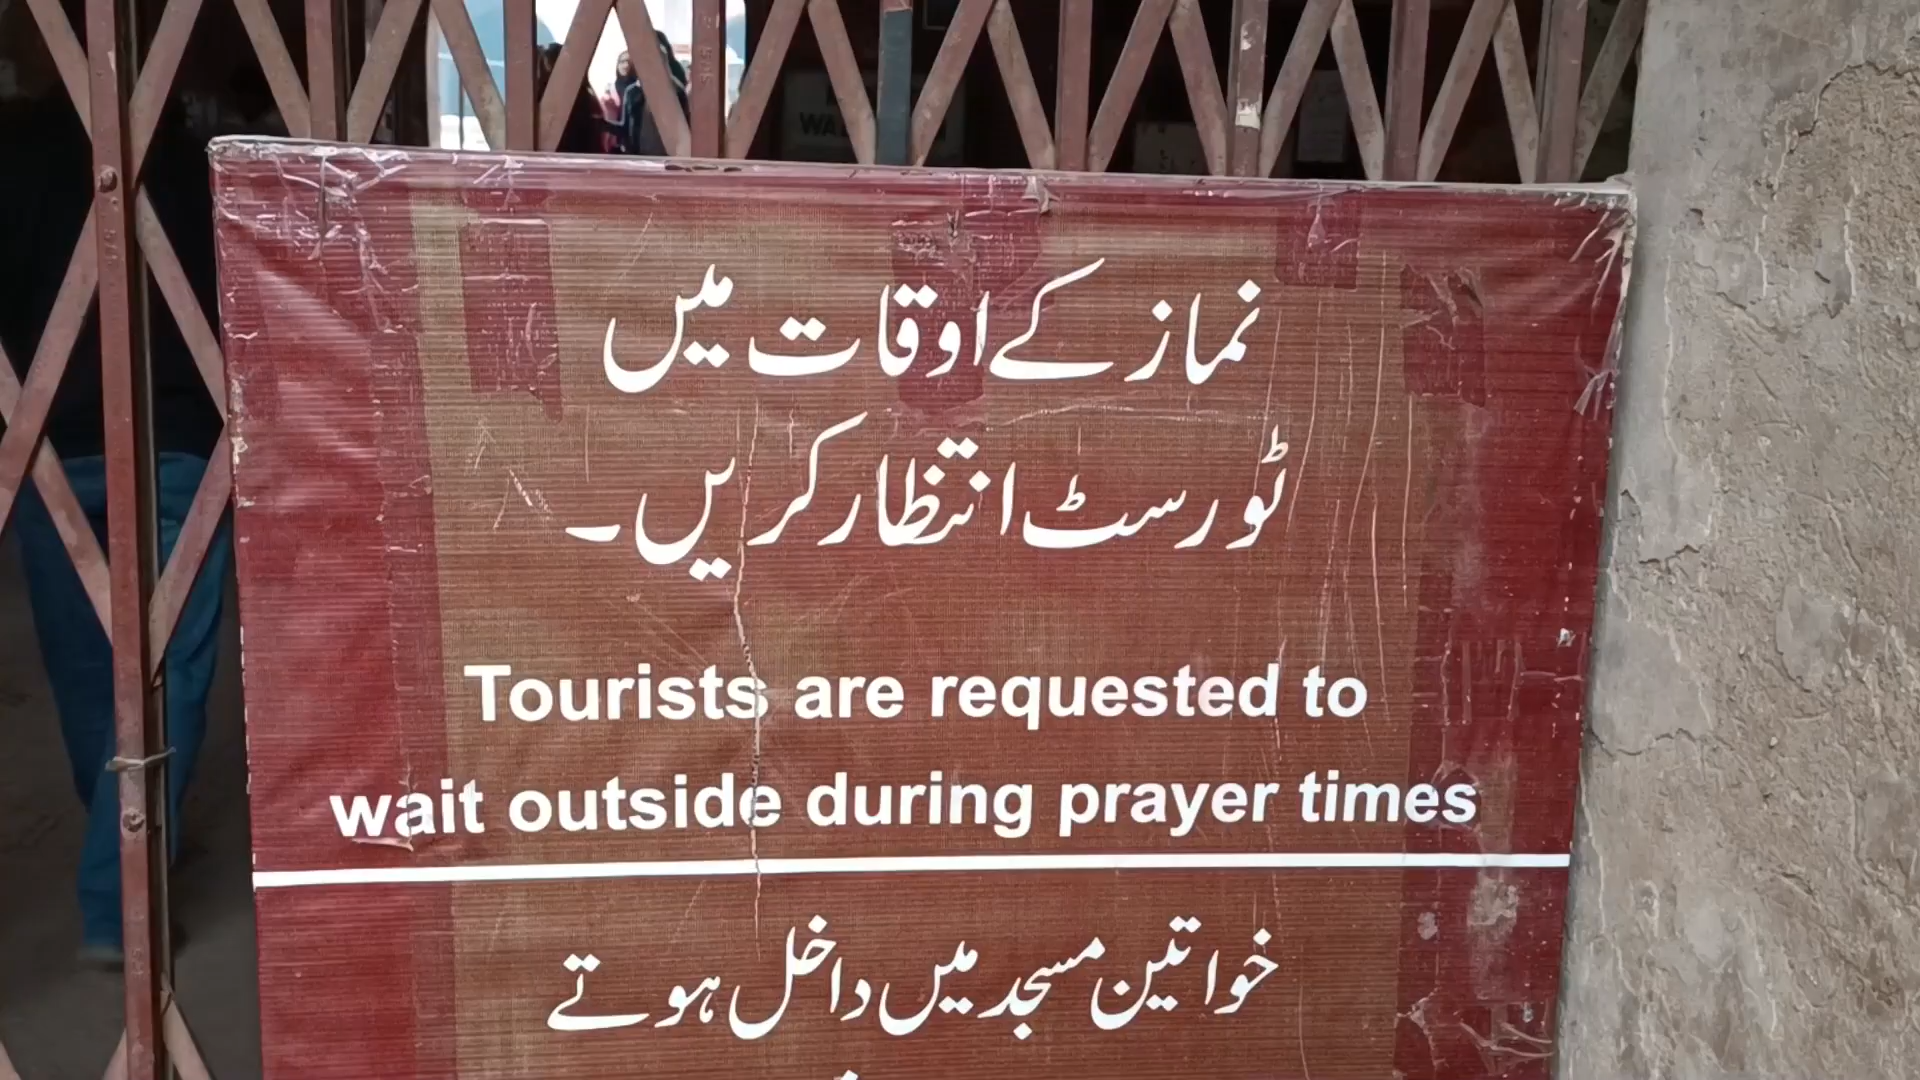 نماز کے اوقات میں
ٹورسٹ انتظار کریں۔
Tourists are requested to
wait outside during prayer times
خواتین مسجد میں داخل ہوتے